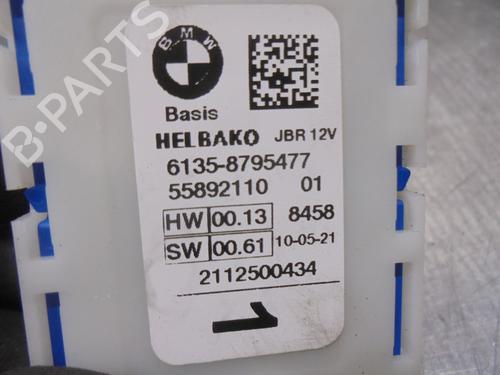 BMW
Basis
HELBAKO JBR 12V
6135-8795477
55892110 01
HW 00.13 8458
SW 00.61 10-05-21
2112500434
1
B-PARTS